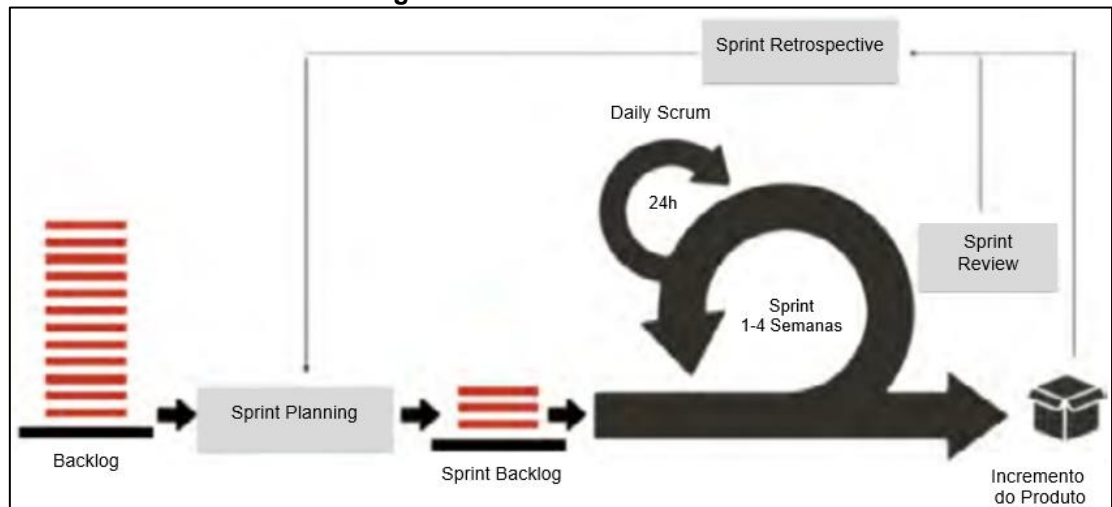 Sprint Retrospective
Daily Scrum
24h
Sprint
Review
Sprint
1-4 Semanas
Sprint Planning
Backlog
Sprint Backlog
Incremento
do Produto